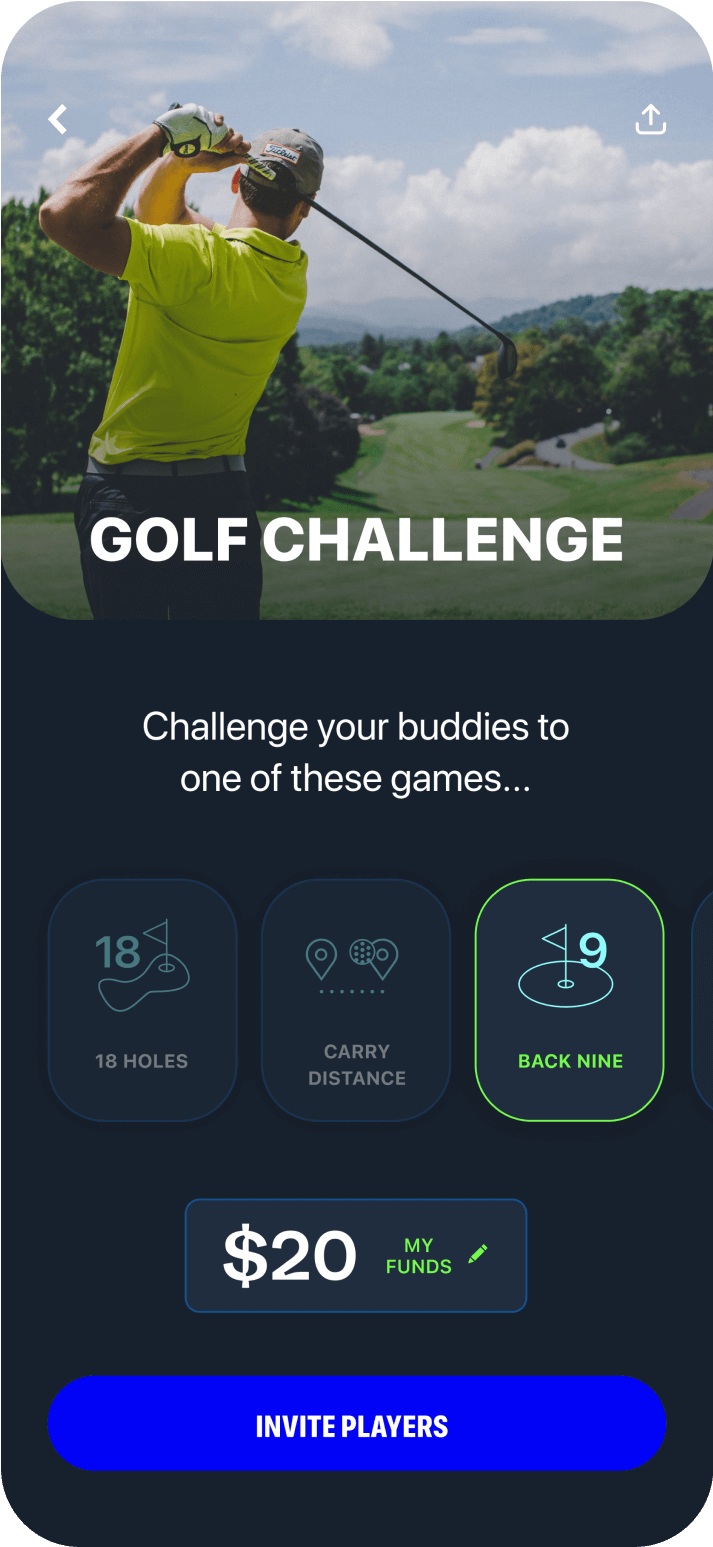 Titleist
GOLF CHALLENGE
Challenge your buddies to
one of these games...
18
18 HOLES
CARRY
DISTANCE
9
BACK NINE
$20
MY
FUNDS
INVITE PLAYERS